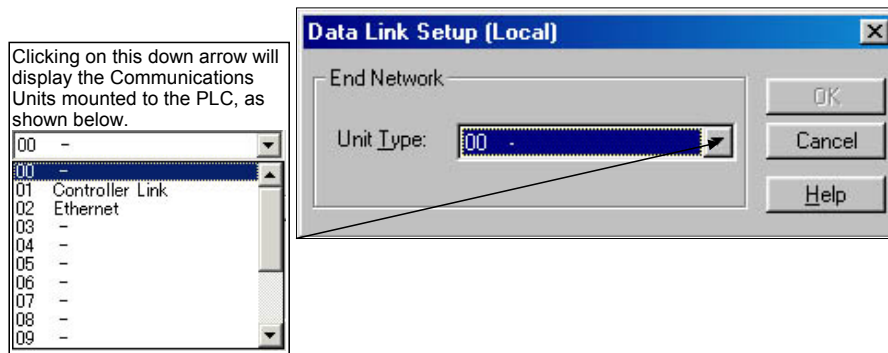 Clicking on this down arrow will
display the Communications
Units mounted to the PLC, as
shown below.
00 -
00 -
01 Controller Link
02 Ethernet
03 -
04 -
05 -
06 -
07 -
08 -
09 -
Data Link Setup (Local)
End Network
Unit Type:
00 -
OK
Cancel
Help